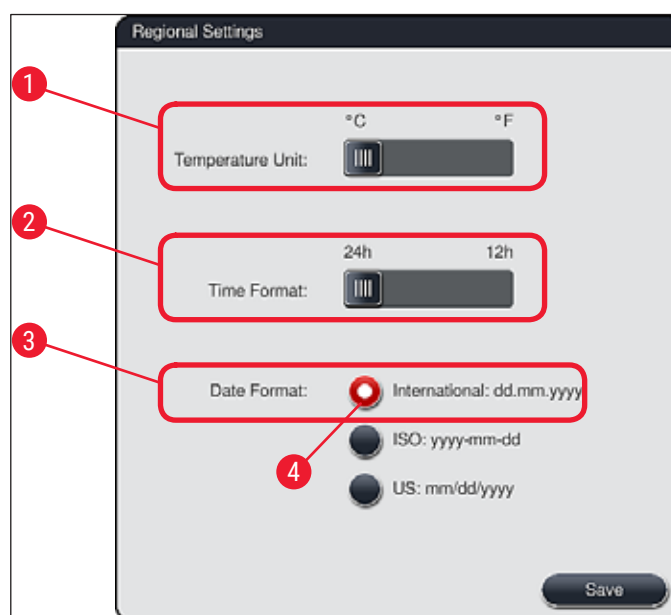 Regional Settings
1
°C °F
Temperature Unit:
2
24h 12h
Time Format:
3
Date Format: International: dd.mm.yyyy
4 ISO: yyyy-mm-dd
US: mm/dd/yyyy
Save